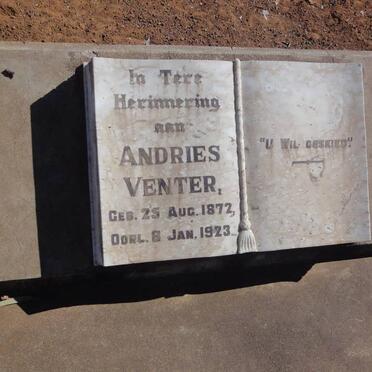 In Tere
Herinnering
aan
ANDRIES
VENTER,
GEB. 25 AUG. 1872,
OORL. 8 JAN. 1923.
"U WIL GESKIED".